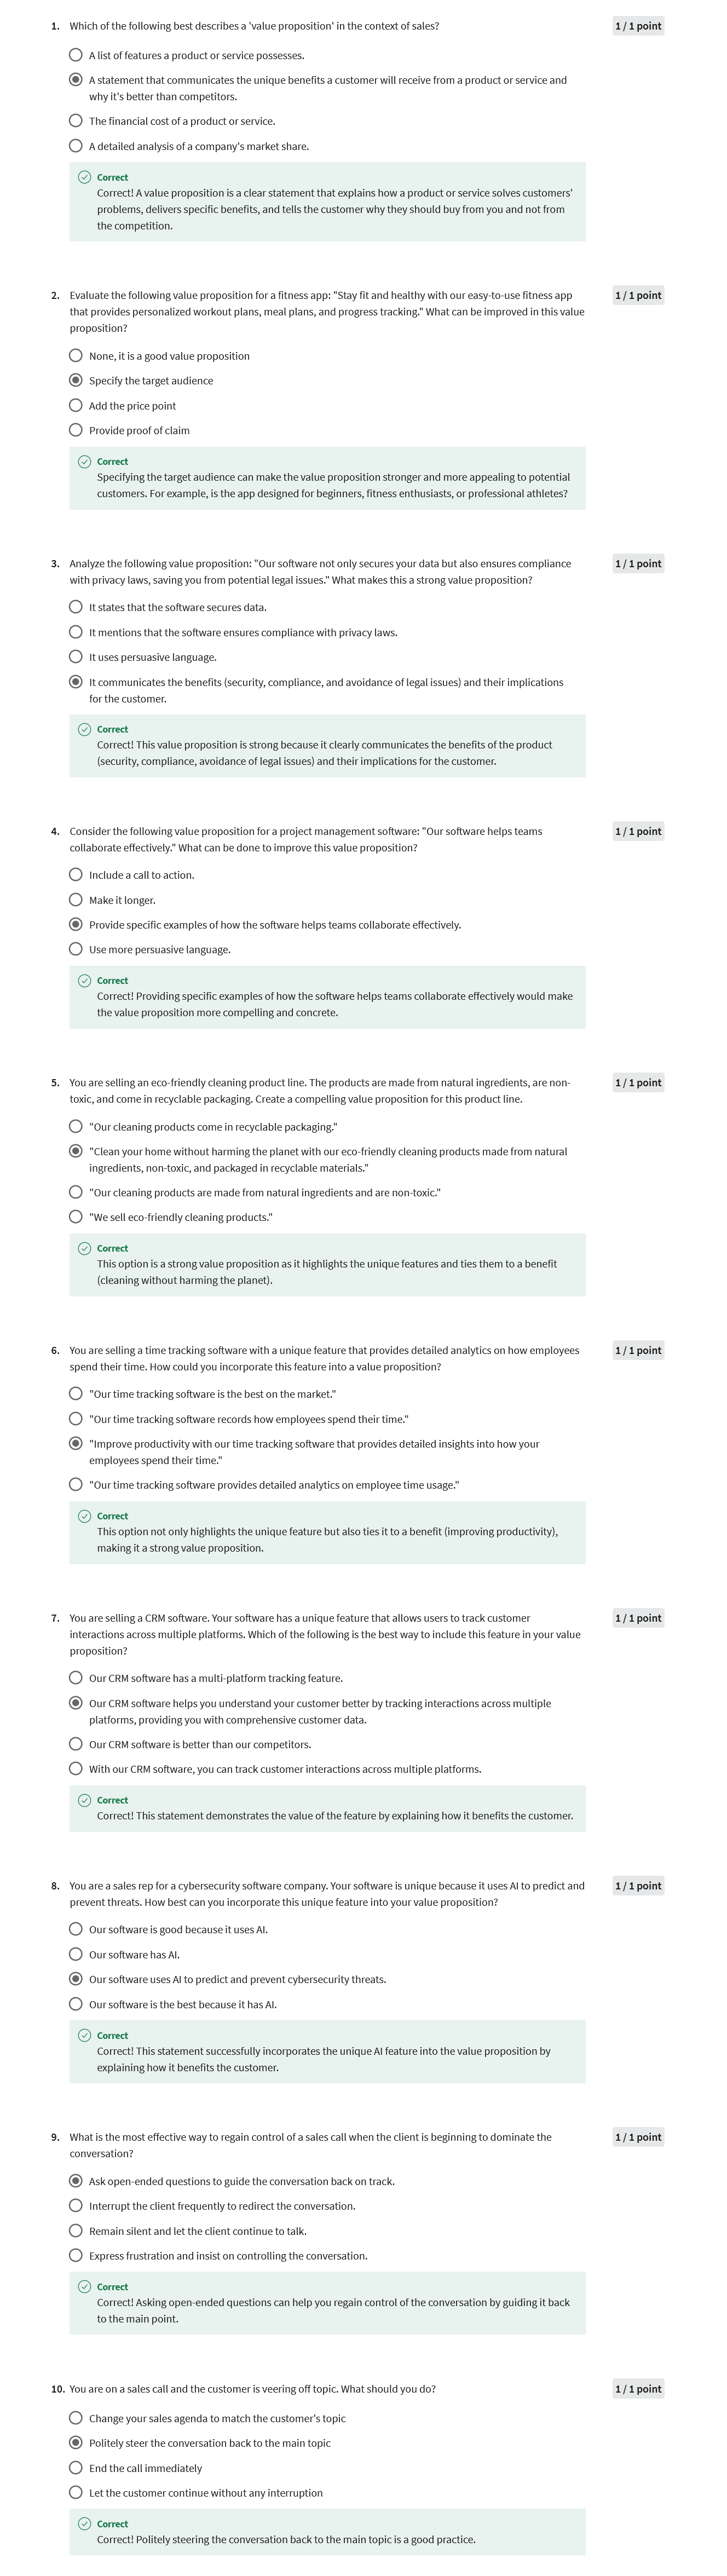 1. Which of the following best describes a 'value proposition' in the context of sales?
1 / 1 point
A list of features a product or service possesses.
A statement that communicates the unique benefits a customer will receive from a product or service and
why it's better than competitors.
The financial cost of a product or service.
A detailed analysis of a company's market share.
Correct
Correct! A value proposition is a clear statement that explains how a product or service solves customers'
problems, delivers specific benefits, and tells the customer why they should buy from you and not from
the competition.
2. Evaluate the following value proposition for a fitness app: "Stay fit and healthy with our easy-to-use fitness app
that provides personalized workout plans, meal plans, and progress tracking." What can be improved in this value
proposition?
1 / 1 point
None, it is a good value proposition
Specify the target audience
Add the price point
Provide proof of claim
Correct
Specifying the target audience can make the value proposition stronger and more appealing to potential
customers. For example, is the app designed for beginners, fitness enthusiasts, or professional athletes?
3. Analyze the following value proposition: "Our software not only secures your data but also ensures compliance
with privacy laws, saving you from potential legal issues." What makes this a strong value proposition?
1 / 1 point
It states that the software secures data.
It mentions that the software ensures compliance with privacy laws.
It uses persuasive language.
It communicates the benefits (security, compliance, and avoidance of legal issues) and their implications
for the customer.
Correct
Correct! This value proposition is strong because it clearly communicates the benefits of the product
(security, compliance, avoidance of legal issues) and their implications for the customer.
4. Consider the following value proposition for a project management software: "Our software helps teams
collaborate effectively." What can be done to improve this value proposition?
1 / 1 point
Include a call to action.
Make it longer.
Provide specific examples of how the software helps teams collaborate effectively.
Use more persuasive language.
Correct
Correct! Providing specific examples of how the software helps teams collaborate effectively would make
the value proposition more compelling and concrete.
5. You are selling an eco-friendly cleaning product line. The products are made from natural ingredients, are non-
toxic, and come in recyclable packaging. Create a compelling value proposition for this product line.
1 / 1 point
"Our cleaning products come in recyclable packaging."
"Clean your home without harming the planet with our eco-friendly cleaning products made from natural
ingredients, non-toxic, and packaged in recyclable materials."
"Our cleaning products are made from natural ingredients and are non-toxic."
"We sell eco-friendly cleaning products."
Correct
This option is a strong value proposition as it highlights the unique features and ties them to a benefit
(cleaning without harming the planet).
6. You are selling a time tracking software with a unique feature that provides detailed analytics on how employees
spend their time. How could you incorporate this feature into a value proposition?
1 / 1 point
"Our time tracking software is the best on the market."
"Our time tracking software records how employees spend their time."
"Improve productivity with our time tracking software that provides detailed insights into how your
employees spend their time."
"Our time tracking software provides detailed analytics on employee time usage."
Correct
This option not only highlights the unique feature but also ties it to a benefit (improving productivity),
making it a strong value proposition.
7. You are selling a CRM software. Your software has a unique feature that allows users to track customer
interactions across multiple platforms. Which of the following is the best way to include this feature in your value
proposition?
1 / 1 point
Our CRM software has a multi-platform tracking feature.
Our CRM software helps you understand your customer better by tracking interactions across multiple
platforms, providing you with comprehensive customer data.
Our CRM software is better than our competitors.
With our CRM software, you can track customer interactions across multiple platforms.
Correct
Correct! This statement demonstrates the value of the feature by explaining how it benefits the customer.
8. You are a sales rep for a cybersecurity software company. Your software is unique because it uses AI to predict and
prevent threats. How best can you incorporate this unique feature into your value proposition?
1 / 1 point
Our software is good because it uses AI.
Our software has AI.
Our software uses AI to predict and prevent cybersecurity threats.
Our software is the best because it has AI.
Correct
Correct! This statement successfully incorporates the unique AI feature into the value proposition by
explaining how it benefits the customer.
9. What is the most effective way to regain control of a sales call when the client is beginning to dominate the
conversation?
1 / 1 point
Ask open-ended questions to guide the conversation back on track.
Interrupt the client frequently to redirect the conversation.
Remain silent and let the client continue to talk.
Express frustration and insist on controlling the conversation.
Correct
Correct! Asking open-ended questions can help you regain control of the conversation by guiding it back
to the main point.
10. You are on a sales call and the customer is veering off topic. What should you do?
1 / 1 point
Change your sales agenda to match the customer's topic
Politely steer the conversation back to the main topic
End the call immediately
Let the customer continue without any interruption
Correct
Correct! Politely steering the conversation back to the main topic is a good practice.